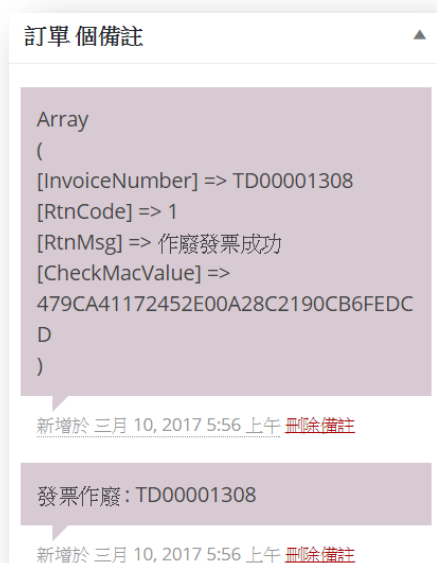 訂單 個備註
Array
(
[InvoiceNumber] => TD00001308
[RtnCode] => 1
[RtnMsg] => 作廢發票成功
[CheckMacValue] =>
479CA41172452E00A28C2190CB6FEDC
D
)
新增於 三月 10, 2017 5:56 上午 刪除備註
發票作廢 : TD00001308
新增於 三月 10, 2017 5:56 上午 刪除備註